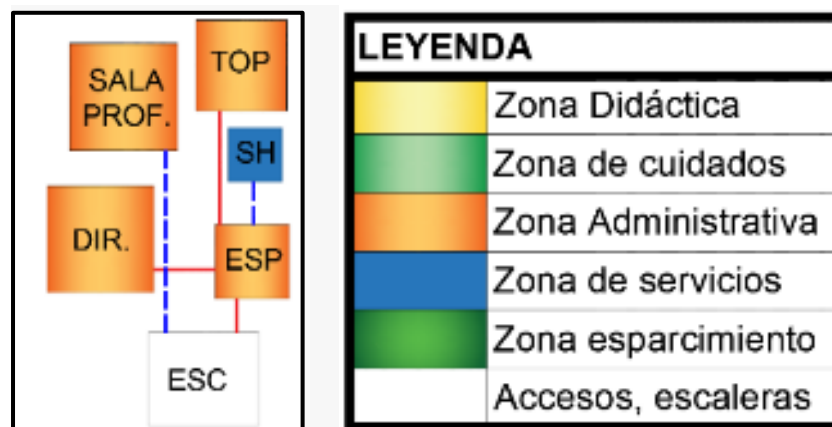 SALA
PROF.
TOP
SH
DIR.
ESP
ESC
LEYENDA
Zona Didáctica
Zona de cuidados
Zona Administrativa
Zona de servicios
Zona esparcimiento
Accesos, escaleras